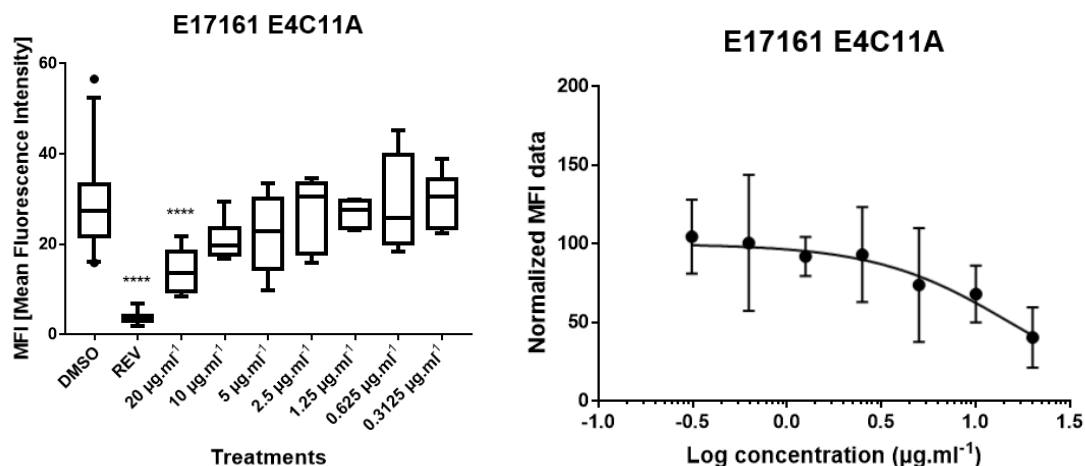 E17161 E4C11A
MFI [Mean Fluorescence Intensity]
60
40
20
0
****
****
DMSO
REV
20 µg.ml⁻¹
10 µg.ml⁻¹
5 µg.ml⁻¹
2.5 µg.ml⁻¹
1.25 µg.ml⁻¹
0.625 µg.ml⁻¹
0.3125 µg.ml⁻¹
Treatments
E17161 E4C11A
Normalized MFI data
200
150
100
50
0
-1.0 -0.5 0.0 0.5 1.0 1.5
Log concentration (µg.ml⁻¹)